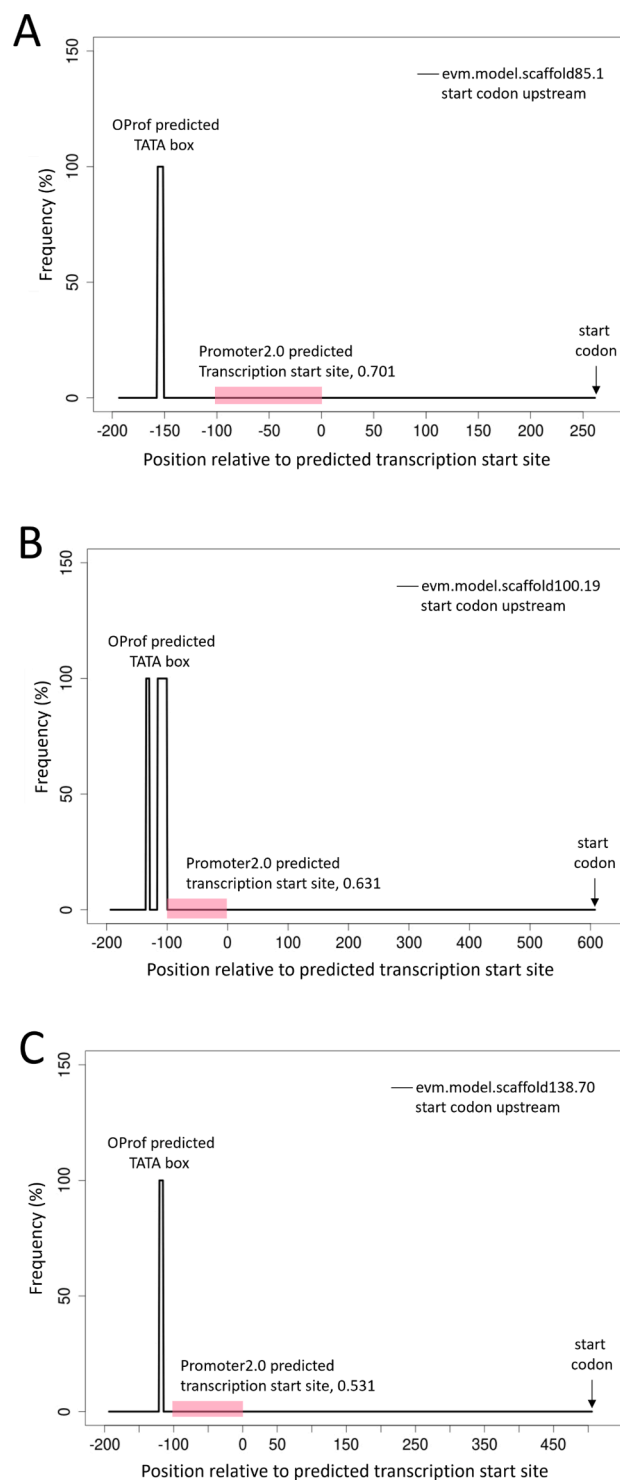 A
150
evm.model.scaffold85.1
start codon upstream
OProf predicted
TATA box
100
Frequency (%)
50
Promoter2.0 predicted
Transcription start site, 0.701
start
codon
0
-200 -150 -100 -50 0 50 100 150 200 250
Position relative to predicted transcription start site
B
150
evm.model.scaffold100.19
start codon upstream
OProf predicted
TATA box
100
Frequency (%)
50
Promoter2.0 predicted
transcription start site, 0.631
start
codon
0
-200 -100 0 100 200 300 400 500 600
Position relative to predicted transcription start site
C
150
evm.model.scaffold138.70
start codon upstream
OProf predicted
TATA box
100
Frequency (%)
50
Promoter2.0 predicted
transcription start site, 0.531
start
codon
0
-200 -100 0 50 150 250 350 450
Position relative to predicted transcription start site